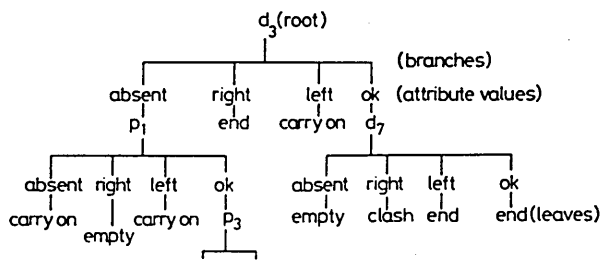 d3(root)
(branches)
absent right left ok (attribute values)
p1 end carry on d7
absent right left ok absent right left ok
carry on empty carry on p3 empty clash end end(leaves)